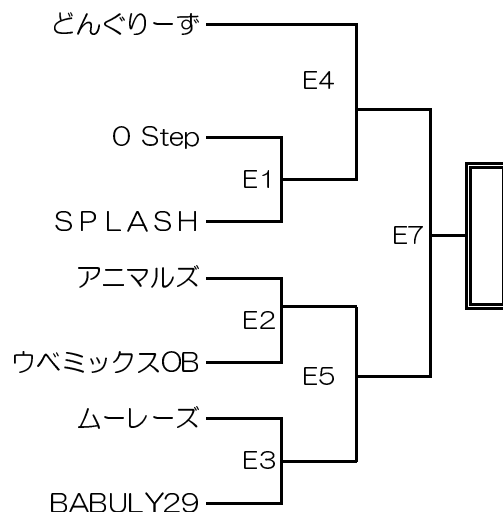 どんぐりーず
E4
0 Step
E1
ＳＰＬＡＳＨ
E7
アニマルズ
E2
ウベミックスOB
E5
ムーレーズ
E3
BABULY29